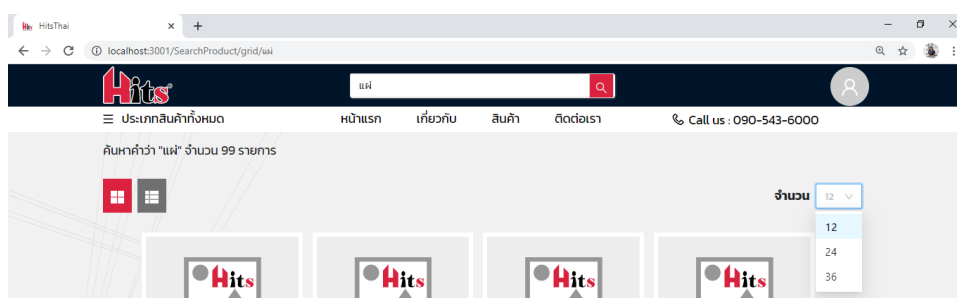 HitsThai
localhost:3001/SearchProduct/grid/แผ่
Hits
แผ่
ประเภทสินค้าทั้งหมด หน้าแรก เกี่ยวกับ สินค้า ติดต่อเรา Call us : 090-543-6000
ค้นหาคำว่า "แผ่" จำนวน 99 รายการ
จำนวน 12
12
24
36
Hits Hits Hits Hits